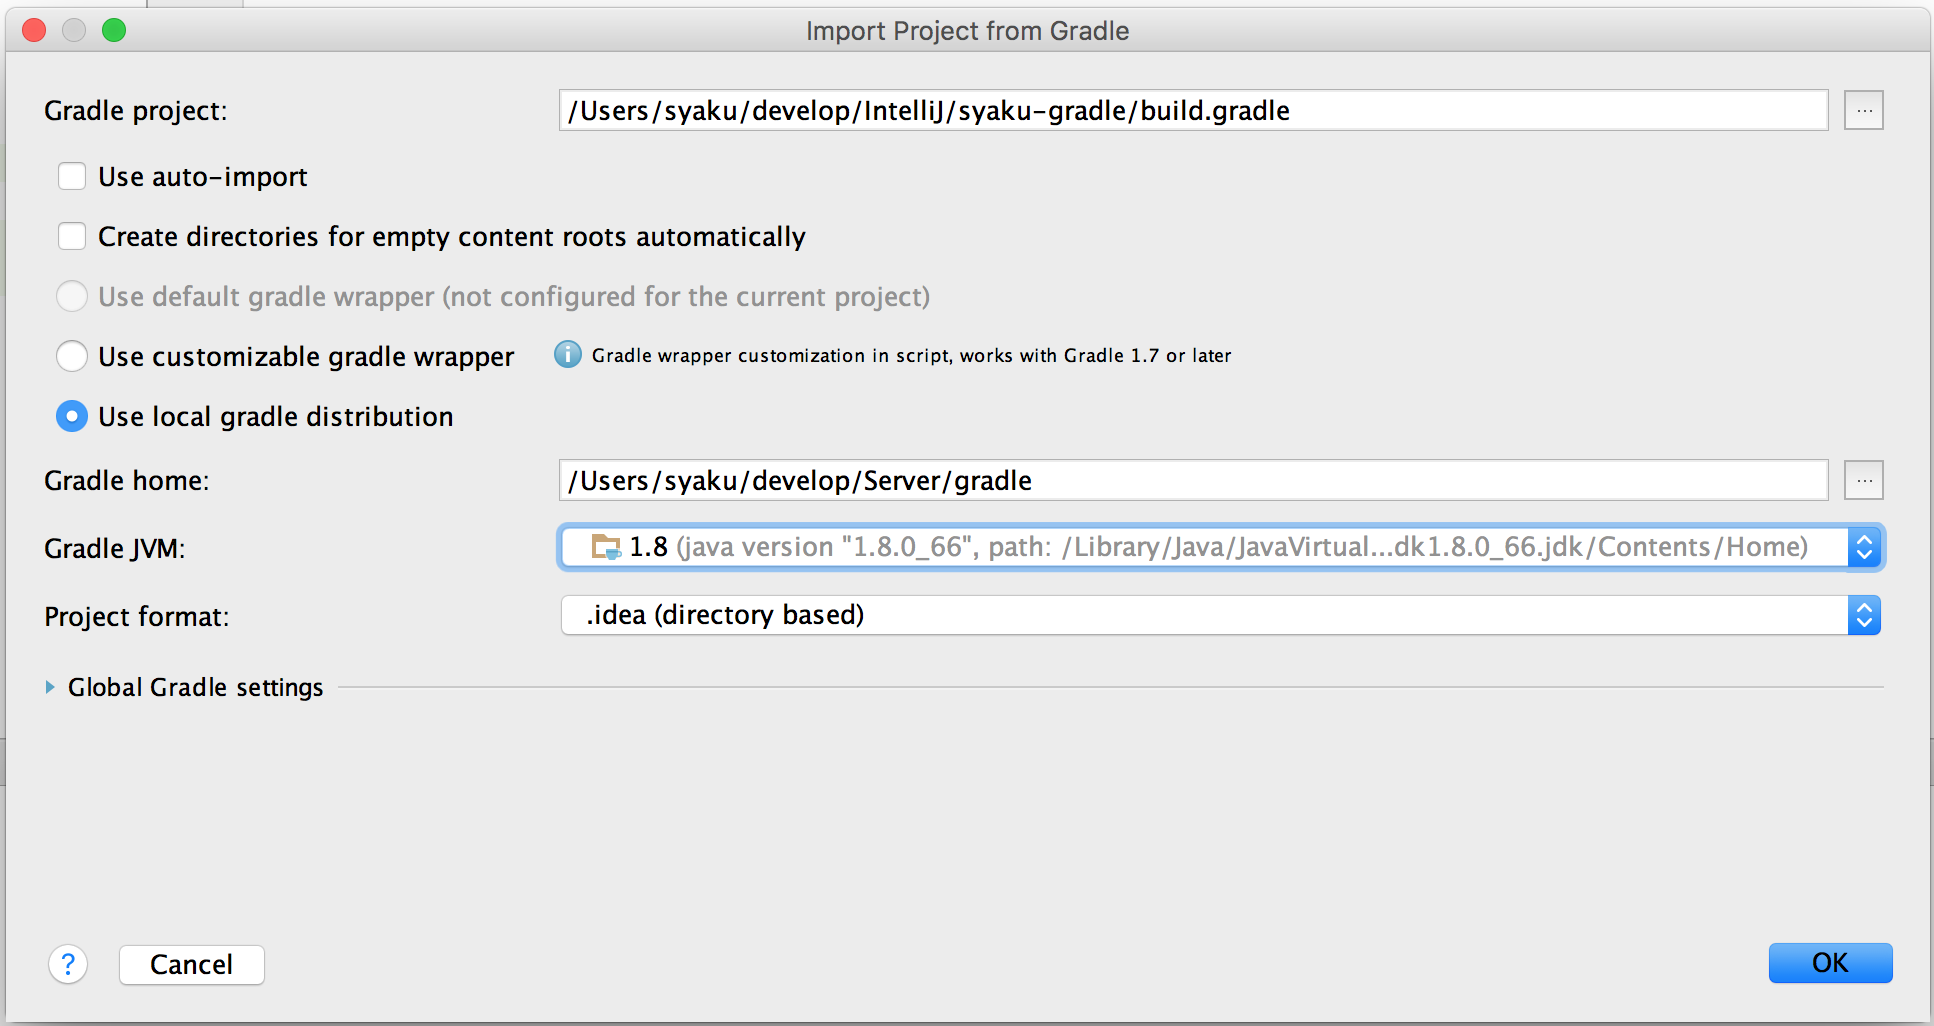 Import Project from Gradle
Gradle project: /Users/syaku/develop/IntelliJ/syaku-gradle/build.gradle ...
Use auto-import
Create directories for empty content roots automatically
Use default gradle wrapper (not configured for the current project)
Use customizable gradle wrapper i Gradle wrapper customization in script, works with Gradle 1.7 or later
Use local gradle distribution
Gradle home: /Users/syaku/develop/Server/gradle ...
Gradle JVM: 1.8 (java version "1.8.0_66", path: /Library/Java/JavaVirtual...dk1.8.0_66.jdk/Contents/Home)
Project format: .idea (directory based)
Global Gradle settings
? Cancel OK